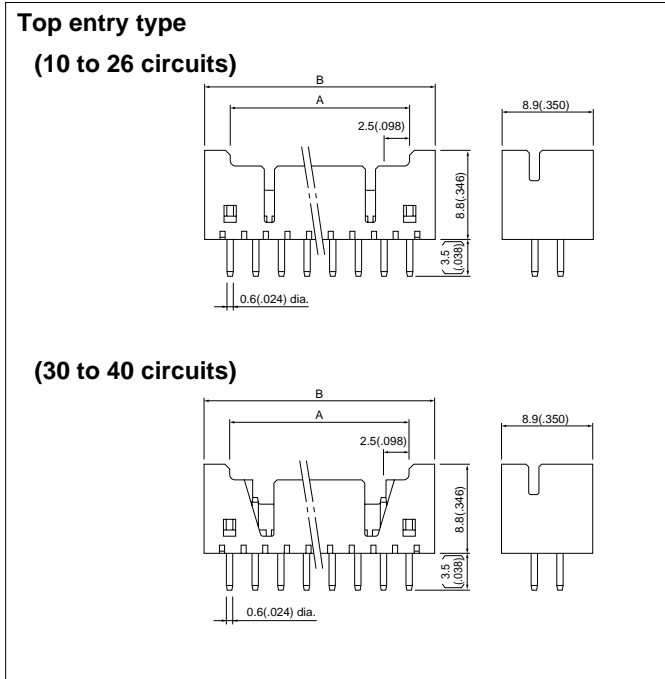 Top entry type
(10 to 26 circuits)
B
A
2.5(.098)
8.9(.350)
8.8(.346)
3.5
(.038)
0.6(.024) dia.
(30 to 40 circuits)
B
A
2.5(.098)
8.9(.350)
8.8(.346)
3.5
(.038)
0.6(.024) dia.